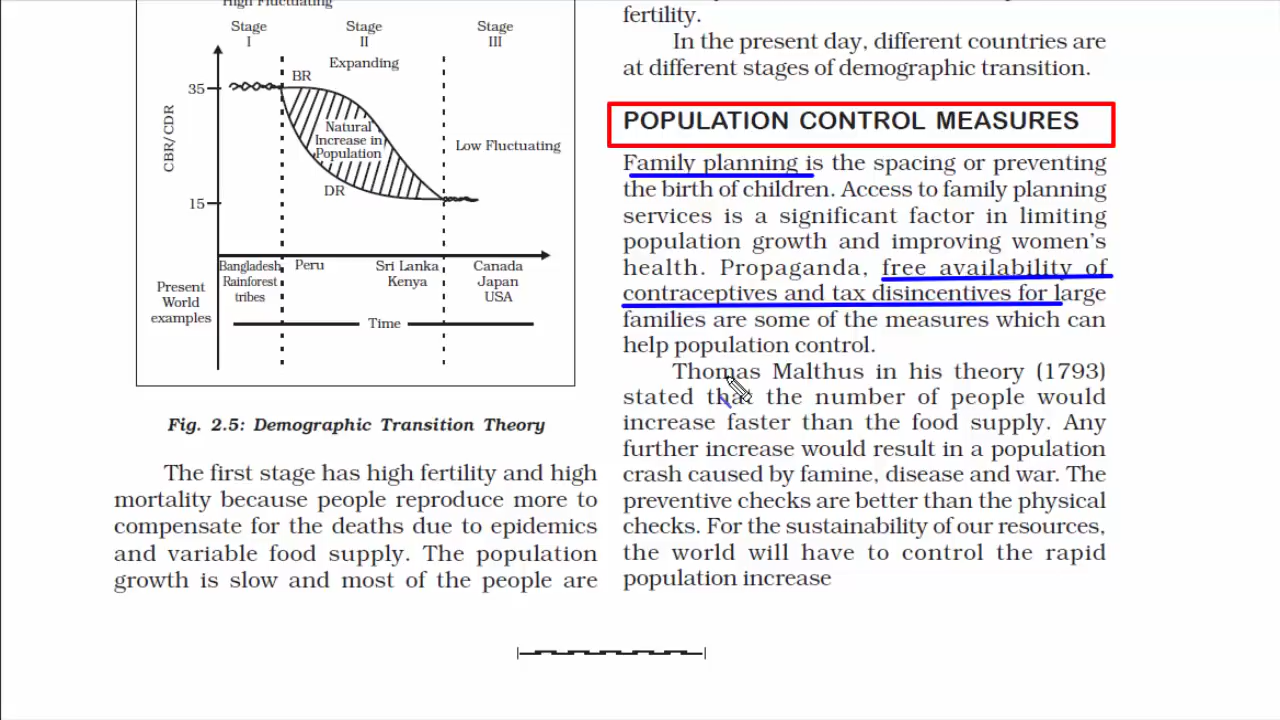 High Fluctuating
Stage
I
Stage
II
Stage
III
Expanding
BR
35
CBR/CDR
Natural
Increase in
Population
Low Fluctuating
DR
15
Present
World
examples
Bangladesh
Rainforest
tribes
Peru
Sri Lanka
Kenya
Canada
Japan
USA
Time
Fig. 2.5: Demographic Transition Theory
The first stage has high fertility and high
mortality because people reproduce more to
compensate for the deaths due to epidemics
and variable food supply. The population
growth is slow and most of the people are
fertility.
In the present day, different countries are
at different stages of demographic transition.
POPULATION CONTROL MEASURES
Family planning is the spacing or preventing
the birth of children. Access to family planning
services is a significant factor in limiting
population growth and improving women's
health. Propaganda, free availability of
contraceptives and tax disincentives for large
families are some of the measures which can
help population control.
Thomas Malthus in his theory (1793)
stated that the number of people would
increase faster than the food supply. Any
further increase would result in a population
crash caused by famine, disease and war. The
preventive checks are better than the physical
checks. For the sustainability of our resources,
the world will have to control the rapid
population increase